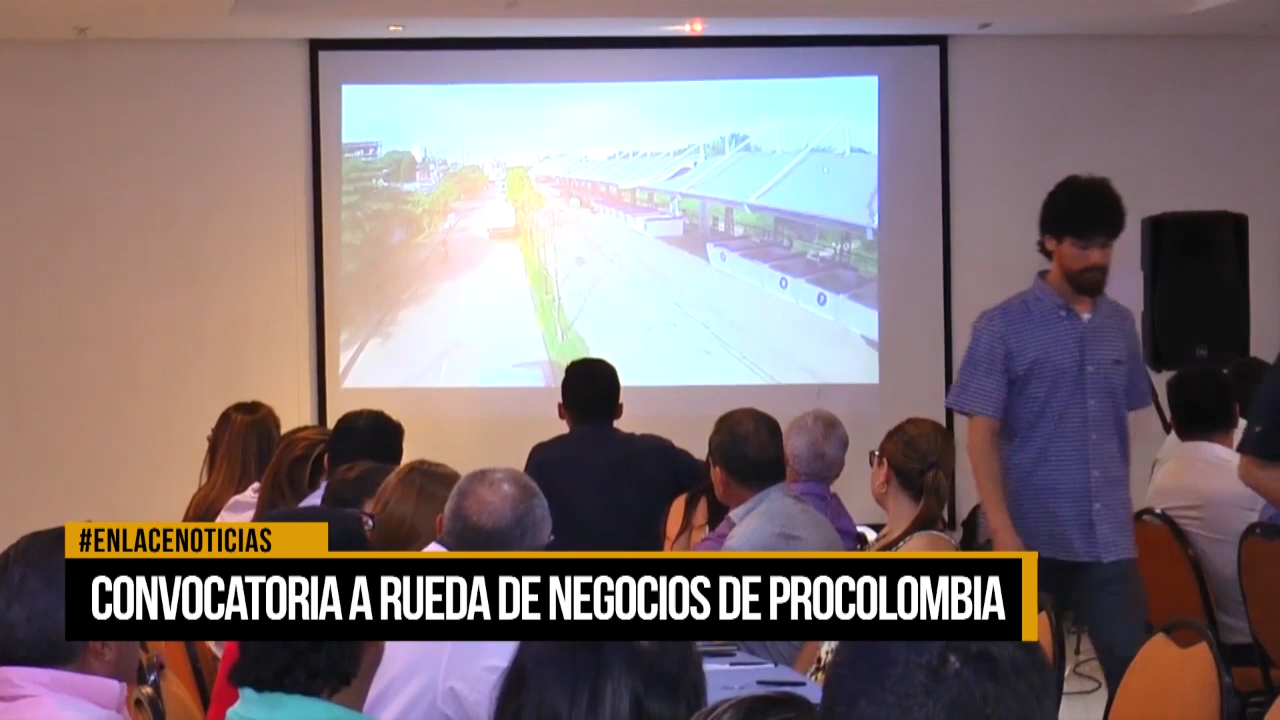 #ENLACENOTICIAS
CONVOCATORIA A RUEDA DE NEGOCIOS DE PROCOLOMBIA